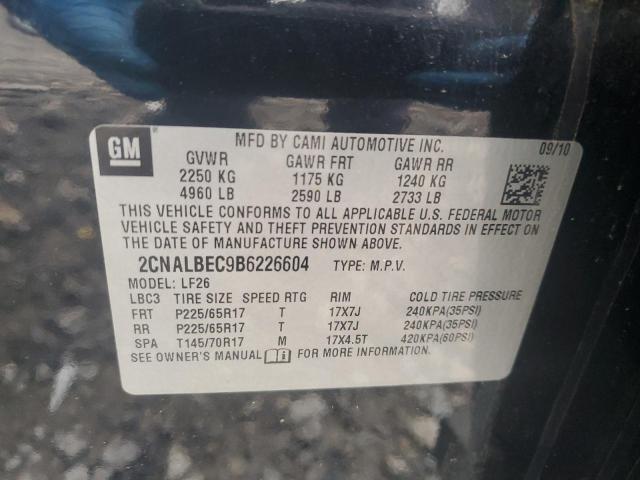 GM
MFD BY CAMI AUTOMOTIVE INC. 09/10
GVWR GAWR FRT GAWR RR
2250 KG 1175 KG 1240 KG
4960 LB 2590 LB 2733 LB
THIS VEHICLE CONFORMS TO ALL APPLICABLE U.S. FEDERAL MOTOR
VEHICLE SAFETY AND THEFT PREVENTION STANDARDS IN EFFECT ON
THE DATE OF MANUFACTURE SHOWN ABOVE.
2CNALBEC9B6226604 TYPE: M.P.V.
MODEL: LF26
LBC3 TIRE SIZE SPEED RTG RIM COLD TIRE PRESSURE
FRT P225/65R17 T 17X7J 240KPA(35PSI)
RR P225/65R17 T 17X7J 240KPA(35PSI)
SPA T145/70R17 M 17X4.5T 420KPA(60PSI)
SEE OWNER'S MANUAL FOR MORE INFORMATION.